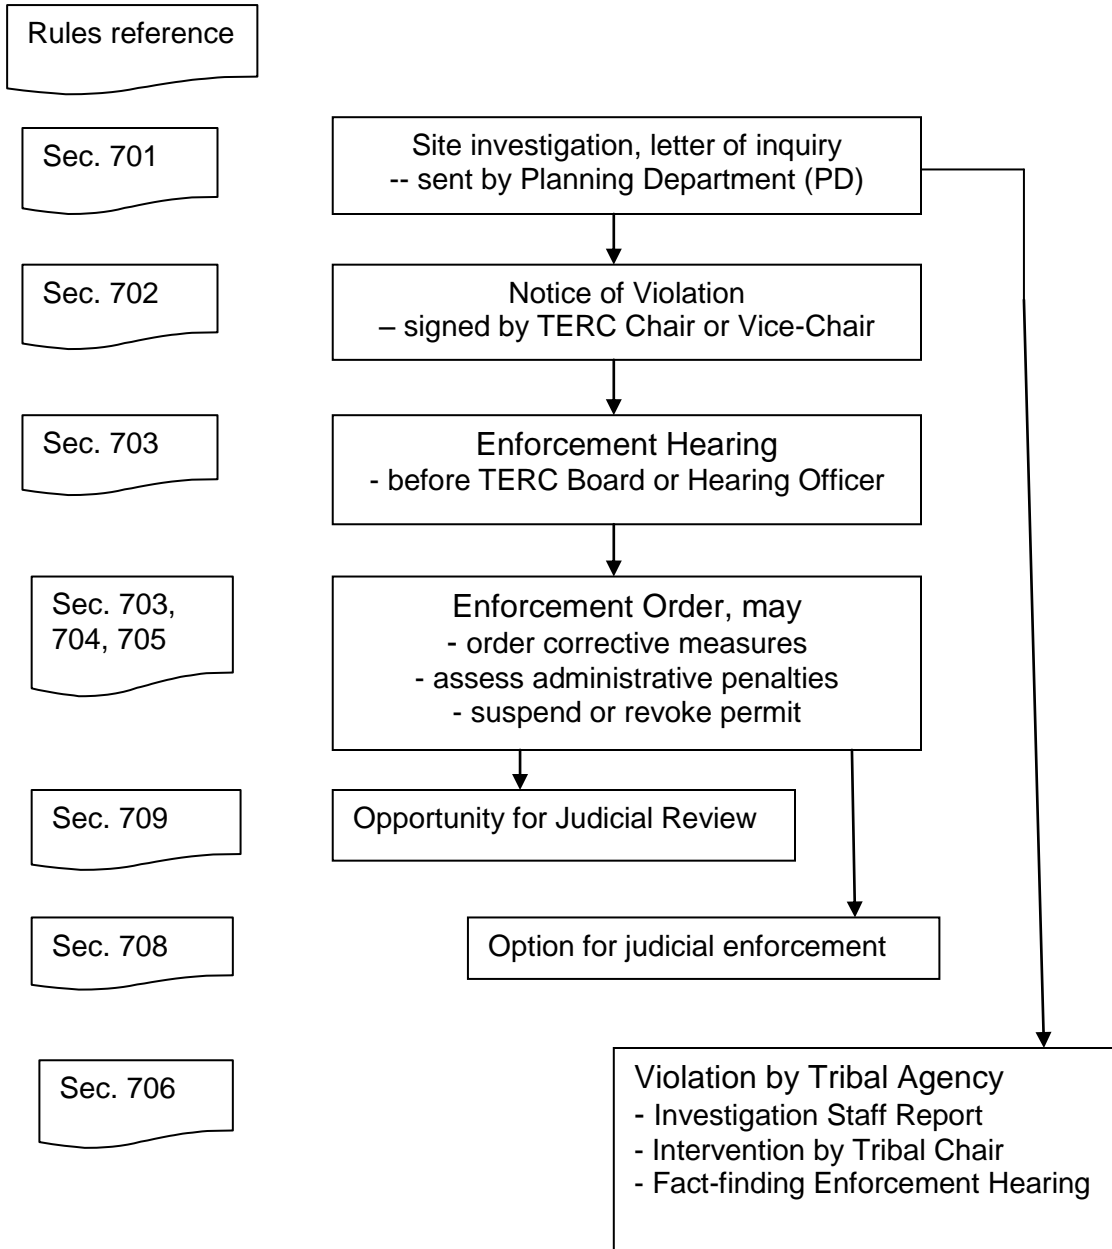 Rules reference
Sec. 701
Site investigation, letter of inquiry
-- sent by Planning Department (PD)
Sec. 702
Notice of Violation
– signed by TERC Chair or Vice-Chair
Sec. 703
Enforcement Hearing
- before TERC Board or Hearing Officer
Sec. 703,
704, 705
Enforcement Order, may
- order corrective measures
- assess administrative penalties
- suspend or revoke permit
Sec. 709
Opportunity for Judicial Review
Sec. 708
Option for judicial enforcement
Sec. 706
Violation by Tribal Agency
- Investigation Staff Report
- Intervention by Tribal Chair
- Fact-finding Enforcement Hearing